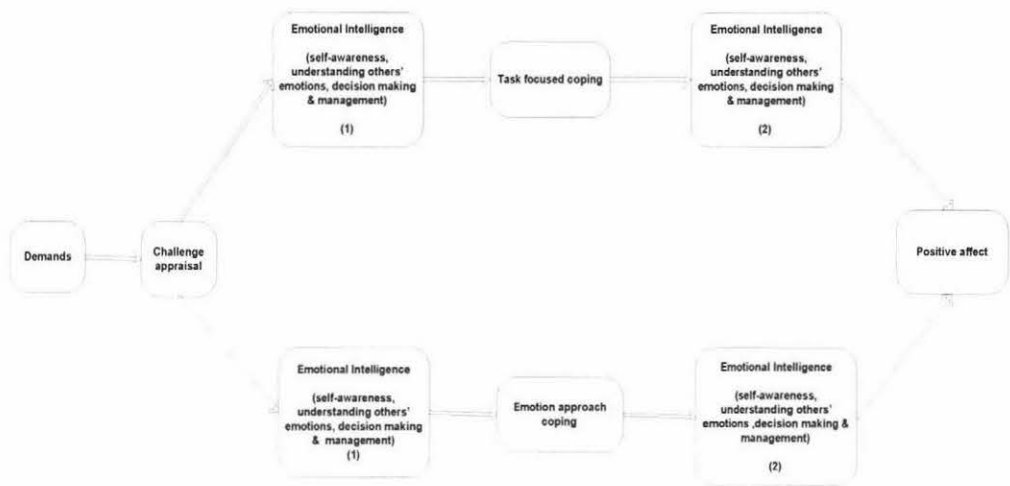 Emotional Intelligence
(self-awareness,
understanding others'
emotions, decision making
& management)
(1)
Task focused coping
Emotional Intelligence
(self-awareness,
understanding others'
emotions, decision making
& management)
(2)
Demands
Challenge
appraisal
Positive affect
Emotional Intelligence
(self-awareness,
understanding others'
emotions, decision making
& management)
(1)
Emotion approach
coping
Emotional Intelligence
(self-awareness,
understanding others'
emotions ,decision making &
management)
(2)